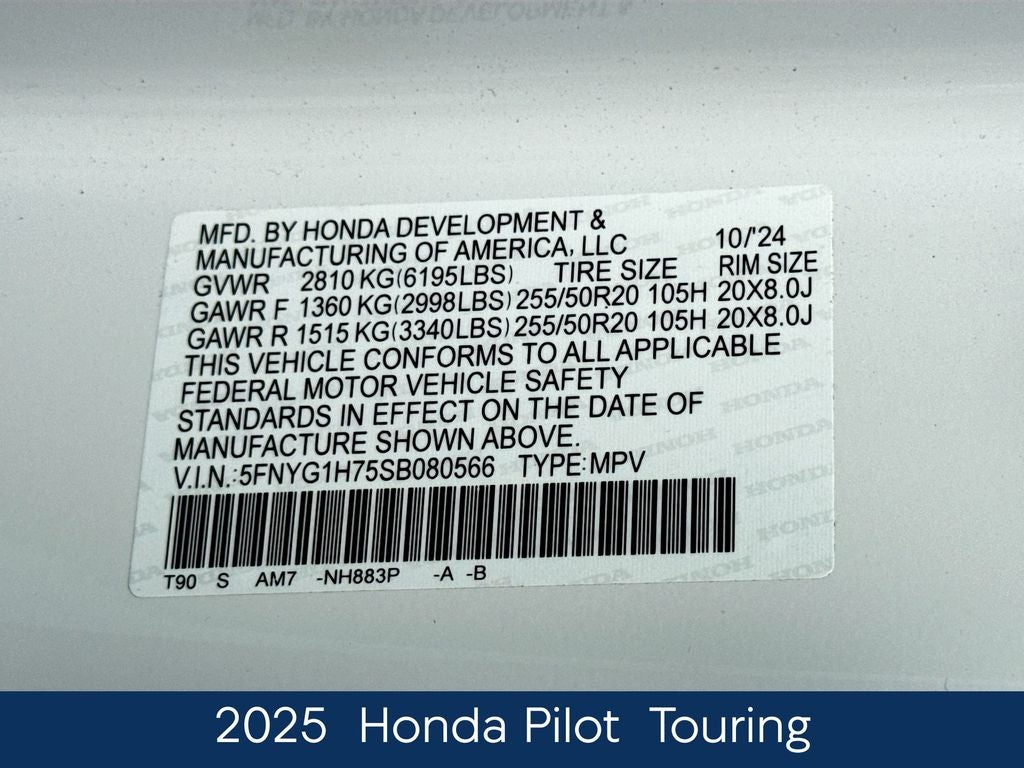 MFD. BY HONDA DEVELOPMENT &
MANUFACTURING OF AMERICA, LLC 10/'24
GVWR 2810 KG(6195LBS) TIRE SIZE RIM SIZE
GAWR F 1360 KG(2998LBS) 255/50R20 105H 20X8.0J
GAWR R 1515 KG(3340LBS) 255/50R20 105H 20X8.0J
THIS VEHICLE CONFORMS TO ALL APPLICABLE
FEDERAL MOTOR VEHICLE SAFETY
STANDARDS IN EFFECT ON THE DATE OF
MANUFACTURE SHOWN ABOVE.
V.I.N.:5FNYG1H75SB080566 TYPE:MPV
T90 S AM7 -NH883P -A -B
2025 Honda Pilot Touring